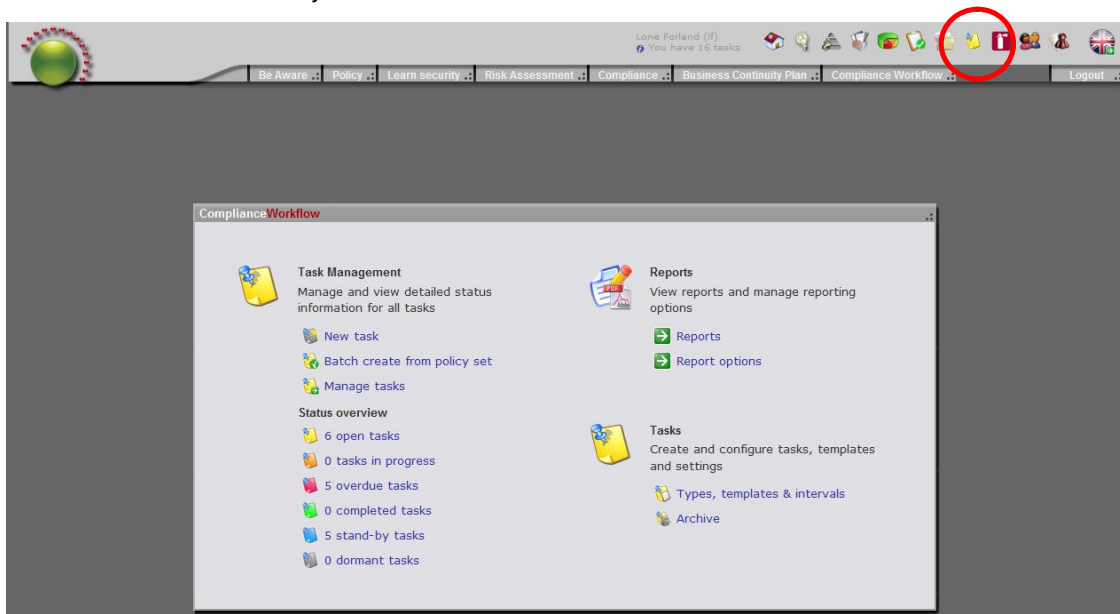 Lone Forland (lf)
You have 16 tasks
Be Aware .: Policy .: Learn security .: Risk Assessment .: Compliance .: Business Continuity Plan .: Compliance Workflow .: Logout .:
ComplianceWorkflow .:
Task Management
Manage and view detailed status
information for all tasks
New task
Batch create from policy set
Manage tasks
Status overview
6 open tasks
0 tasks in progress
5 overdue tasks
0 completed tasks
5 stand-by tasks
0 dormant tasks
PDF
Adobe
Reports
View reports and manage reporting
options
Reports
Report options
Tasks
Create and configure tasks, templates
and settings
Types, templates & intervals
Archive